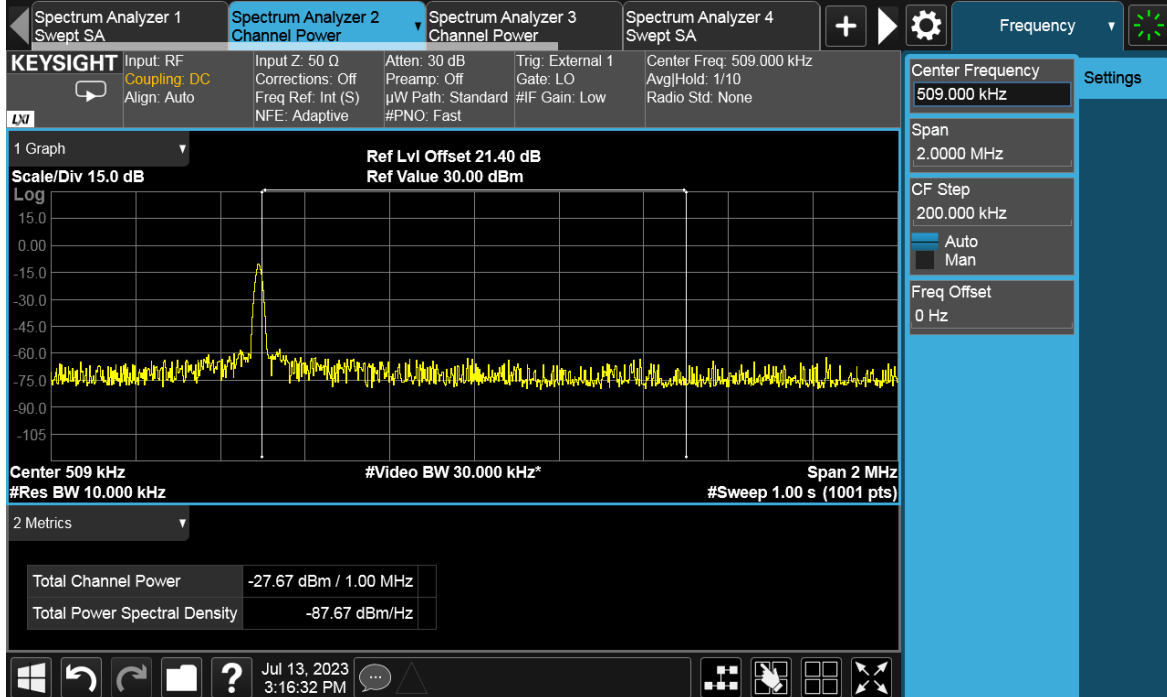 Spectrum Analyzer 1
Swept SA
Spectrum Analyzer 2
Channel Power
Spectrum Analyzer 3
Channel Power
Spectrum Analyzer 4
Swept SA
Frequency
KEYSIGHT
LXI
Input: RF
Coupling: DC
Align: Auto
Input Z: 50 Ω
Corrections: Off
Freq Ref: Int (S)
NFE: Adaptive
Atten: 30 dB
Preamp: Off
µW Path: Standard
#PNO: Fast
Trig: External 1
Gate: LO
#IF Gain: Low
Center Freq: 509.000 kHz
Avg|Hold: 1/10
Radio Std: None
Center Frequency
509.000 kHz
Settings
Span
2.0000 MHz
CF Step
200.000 kHz
Auto
Man
Freq Offset
0 Hz
1 Graph
Scale/Div 15.0 dB
Ref Lvl Offset 21.40 dB
Ref Value 30.00 dBm
Log
15.0
0.00
-15.0
-30.0
-45.0
-60.0
-75.0
-90.0
-105
Center 509 kHz
#Video BW 30.000 kHz*
Span 2 MHz
#Res BW 10.000 kHz
#Sweep 1.00 s (1001 pts)
2 Metrics
Total Channel Power -27.67 dBm / 1.00 MHz
Total Power Spectral Density -87.67 dBm/Hz
?
Jul 13, 2023
3:16:32 PM